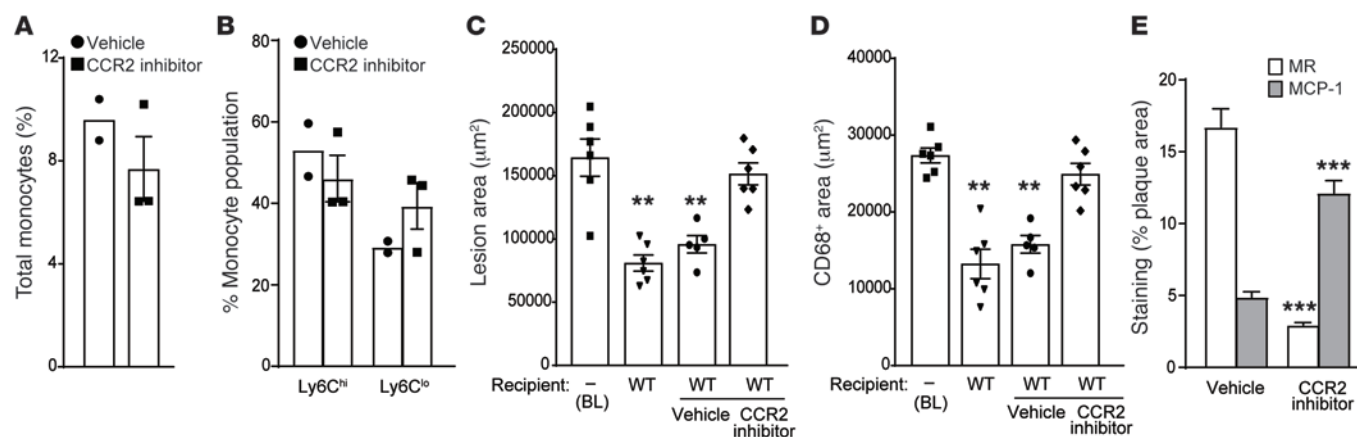 A
Vehicle
CCR2 inhibitor
Total monocytes (%)
12
8
4
0
B
Vehicle
CCR2 inhibitor
% Monocyte population
80
60
40
20
0
Ly6Chi
Ly6Clo
C
Lesion area (μm²)
250000
200000
150000
100000
50000
0
** **
Recipient: – WT WT WT
(BL) Vehicle CCR2
inhibitor
D
CD68⁺ area (μm²)
40000
30000
20000
10000
0
** **
Recipient: – WT WT WT
(BL) Vehicle CCR2
inhibitor
E
MR
MCP-1
Staining (% plaque area)
20
15
10
5
0
***
***
Vehicle CCR2
inhibitor